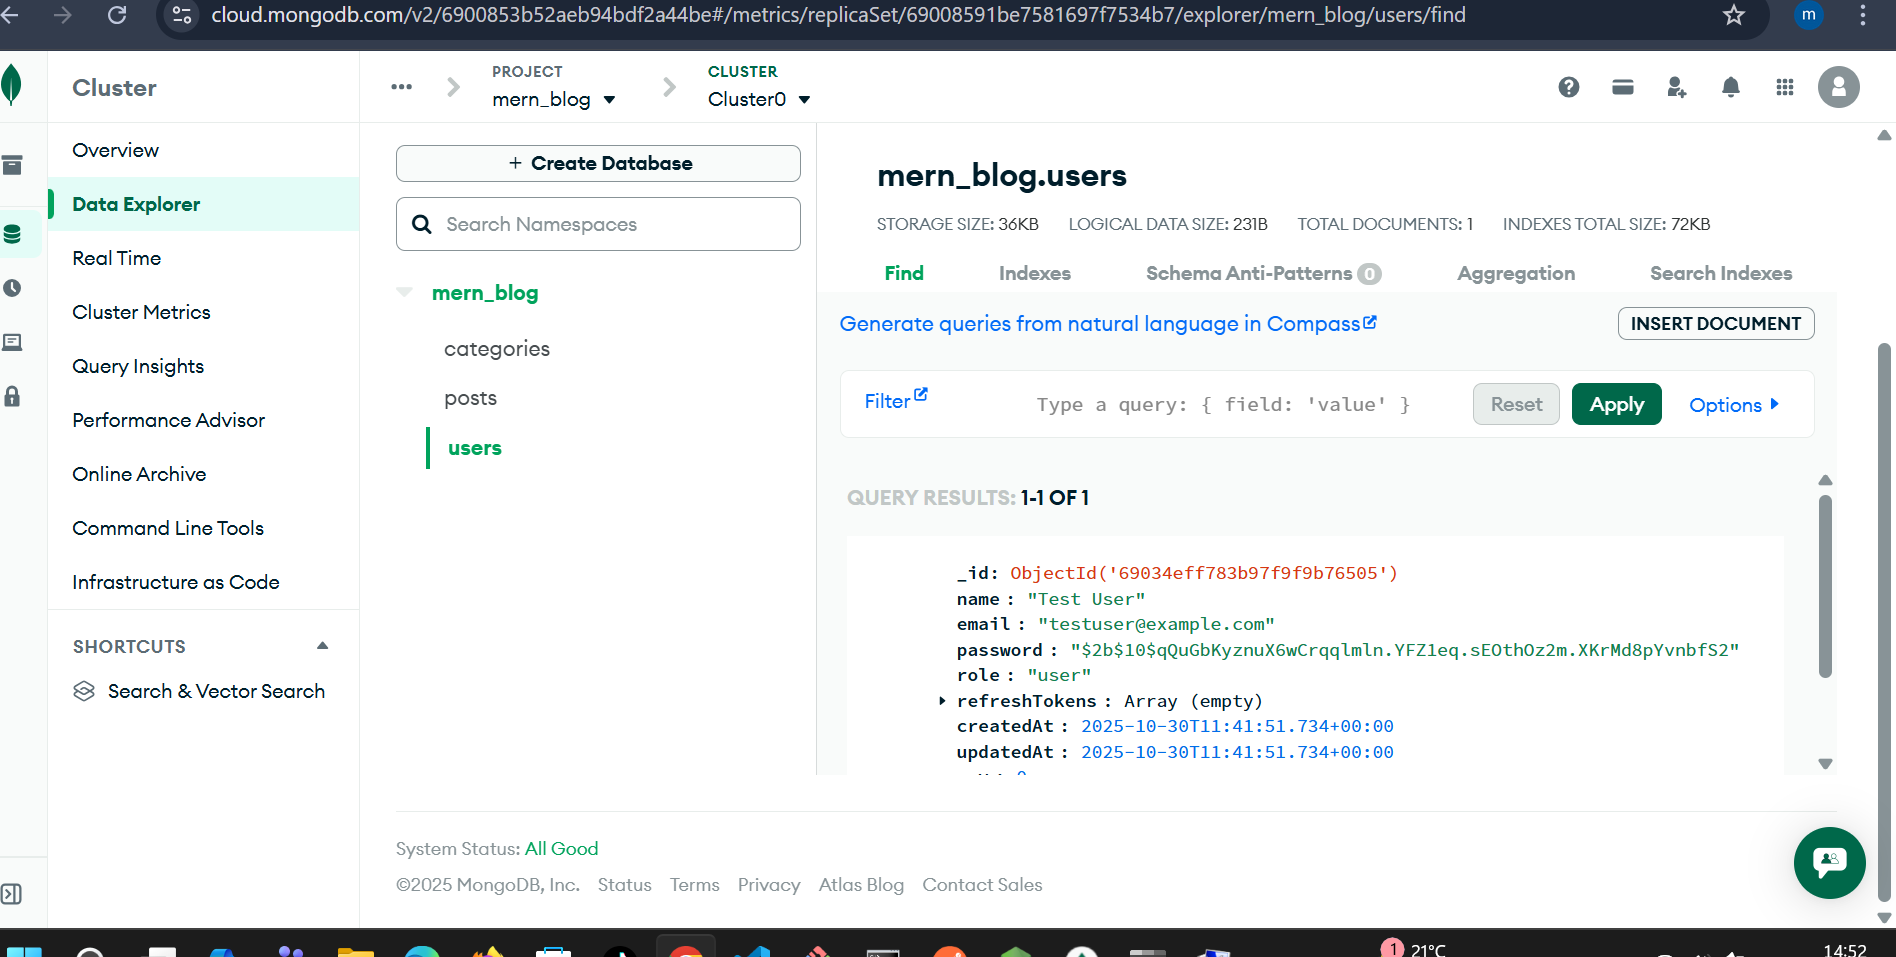 cloud.mongodb.com/v2/6900853b52aeb94bdf2a44be#/metrics/replicaSet/69008591be7581697f7534b7/explorer/mern_blog/users/find
m
Cluster
PROJECT
mern_blog
CLUSTER
Cluster0
Overview
Data Explorer
Real Time
Cluster Metrics
Query Insights
Performance Advisor
Online Archive
Command Line Tools
Infrastructure as Code
SHORTCUTS
Search & Vector Search
+ Create Database
Search Namespaces
mern_blog
categories
posts
users
mern_blog.users
STORAGE SIZE: 36KB LOGICAL DATA SIZE: 231B TOTAL DOCUMENTS: 1 INDEXES TOTAL SIZE: 72KB
Find Indexes Schema Anti-Patterns 0 Aggregation Search Indexes
Generate queries from natural language in Compass
INSERT DOCUMENT
Filter
Type a query: { field: 'value' }
Reset
Apply
Options
QUERY RESULTS: 1-1 OF 1
_id: ObjectId('69034eff783b97f9f9b76505')
name : "Test User"
email : "testuser@example.com"
password : "$2b$10$qQuGbKyznuX6wCrqqlmln.YFZ1eq.sEOthOz2m.XKrMd8pYvnbfS2"
role : "user"
refreshTokens : Array (empty)
createdAt : 2025-10-30T11:41:51.734+00:00
updatedAt : 2025-10-30T11:41:51.734+00:00
System Status: All Good
©2025 MongoDB, Inc. Status Terms Privacy Atlas Blog Contact Sales
1
21°C
14:52